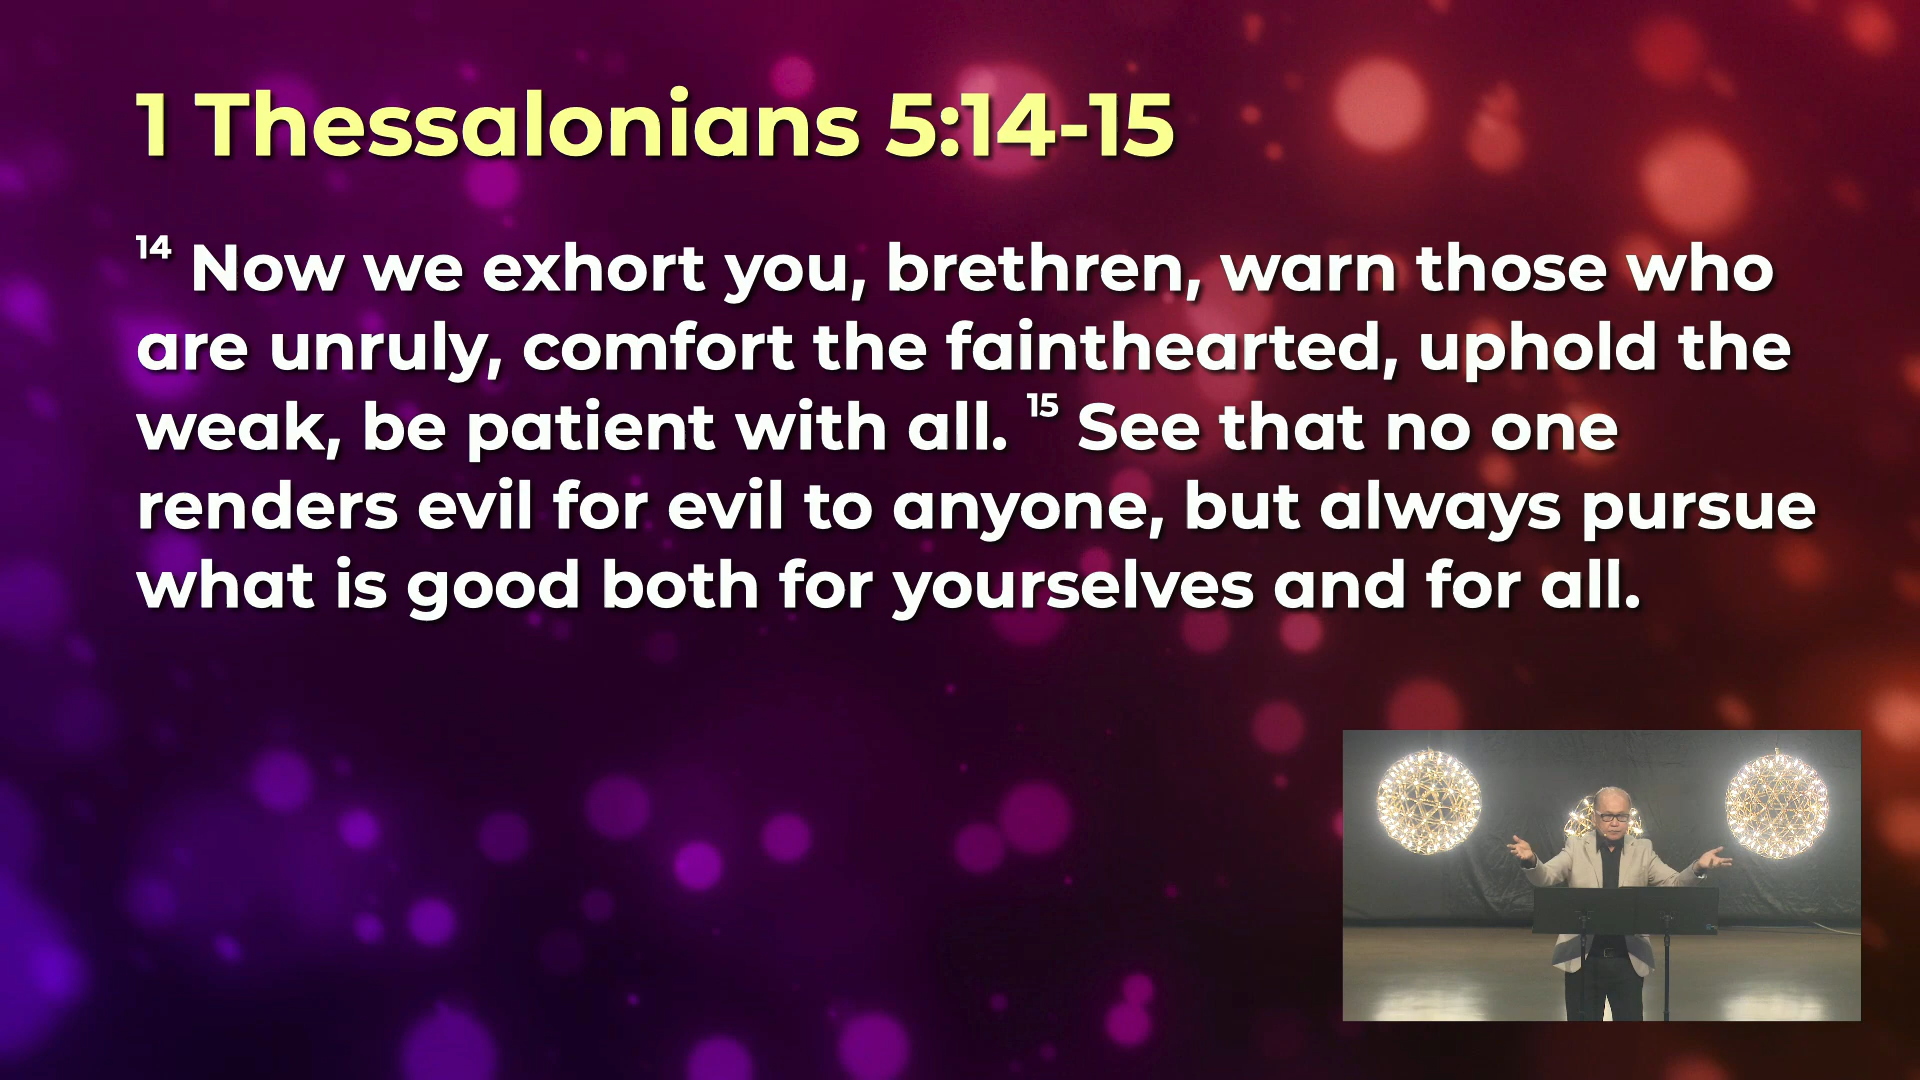 1 Thessalonians 5:14-15
14 Now we exhort you, brethren, warn those who
are unruly, comfort the fainthearted, uphold the
weak, be patient with all. 15 See that no one
renders evil for evil to anyone, but always pursue
what is good both for yourselves and for all.